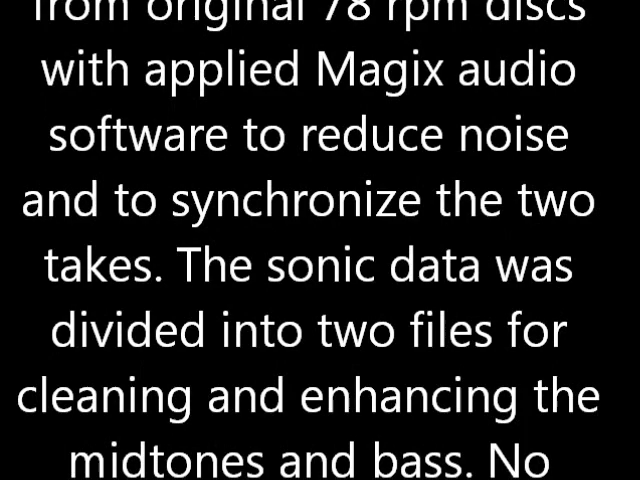 from original 78 rpm discs
with applied Magix audio
software to reduce noise
and to synchronize the two
takes. The sonic data was
divided into two files for
cleaning and enhancing the
midtones and bass. No